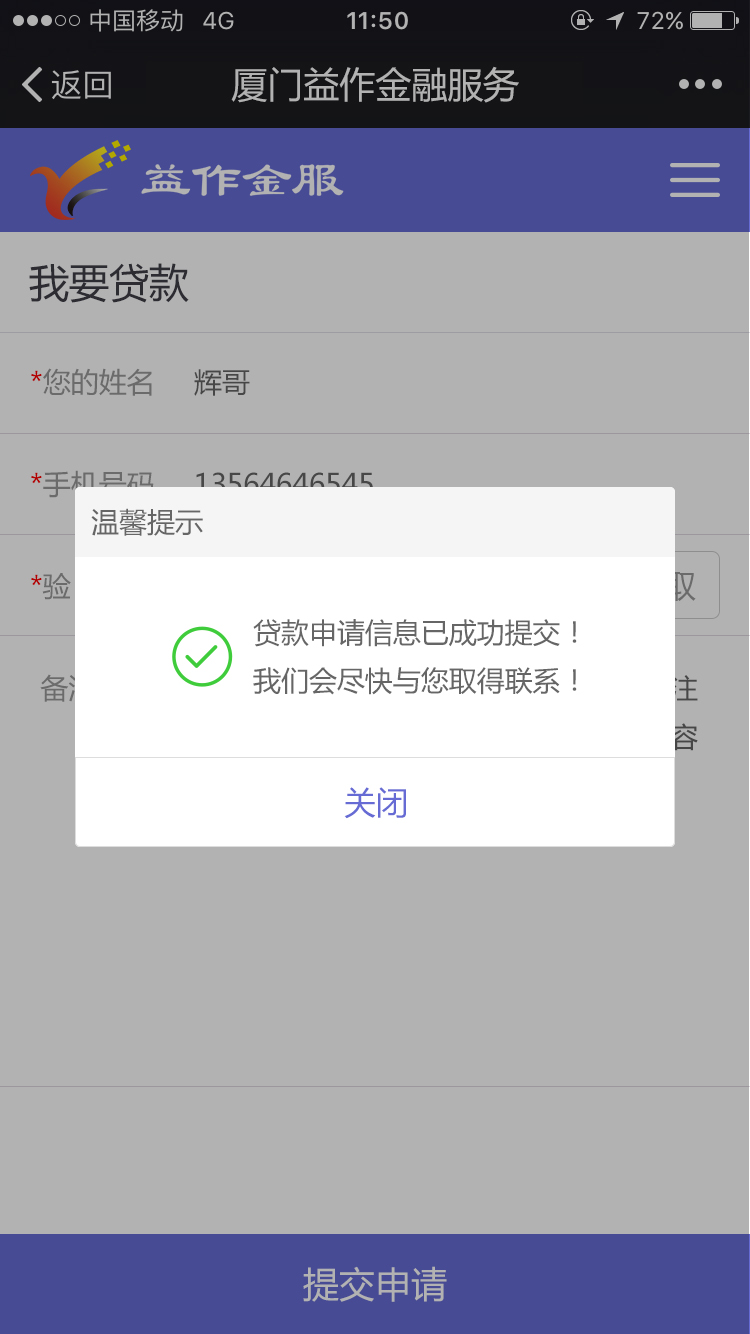 中国移动 4G 11:50 72%
返回 厦门益作金融服务
益作金服
我要贷款
*您的姓名 辉哥
*手机号码 13564646545
温馨提示
*验 取
贷款申请信息已成功提交！
我们会尽快与您取得联系！
备注
注
容
关闭
提交申请